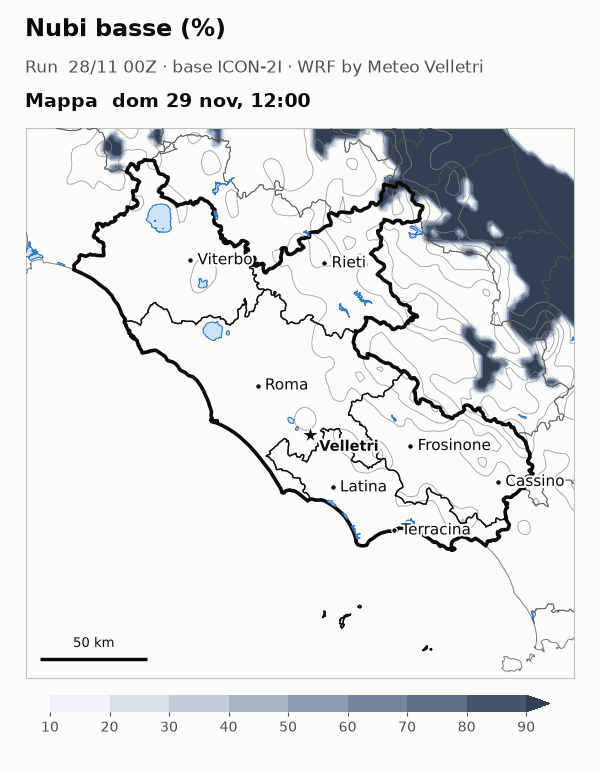 Nubi basse (%)
Run  28/11 00Z · base ICON-2I · WRF by Meteo Velletri
Mappa  dom 29 nov, 12:00
Viterbo
Rieti
Roma
Velletri
Frosinone
Latina
Cassino
Terracina
50 km
10 20 30 40 50 60 70 80 90